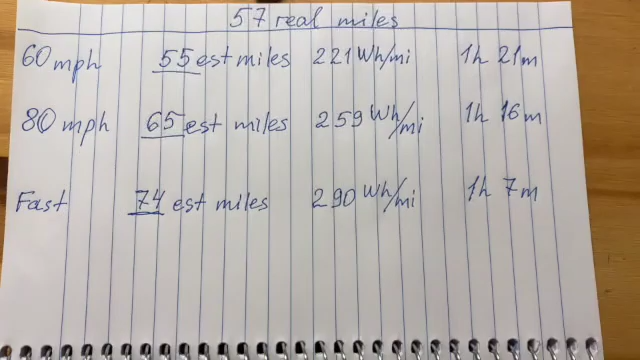 57 real miles
60 mph 55 est miles 221 Wh/mi 1h 21m
80 mph 65 est miles 259 Wh/mi 1h 16m
Fast 74 est miles 290 Wh/mi 1h 7m